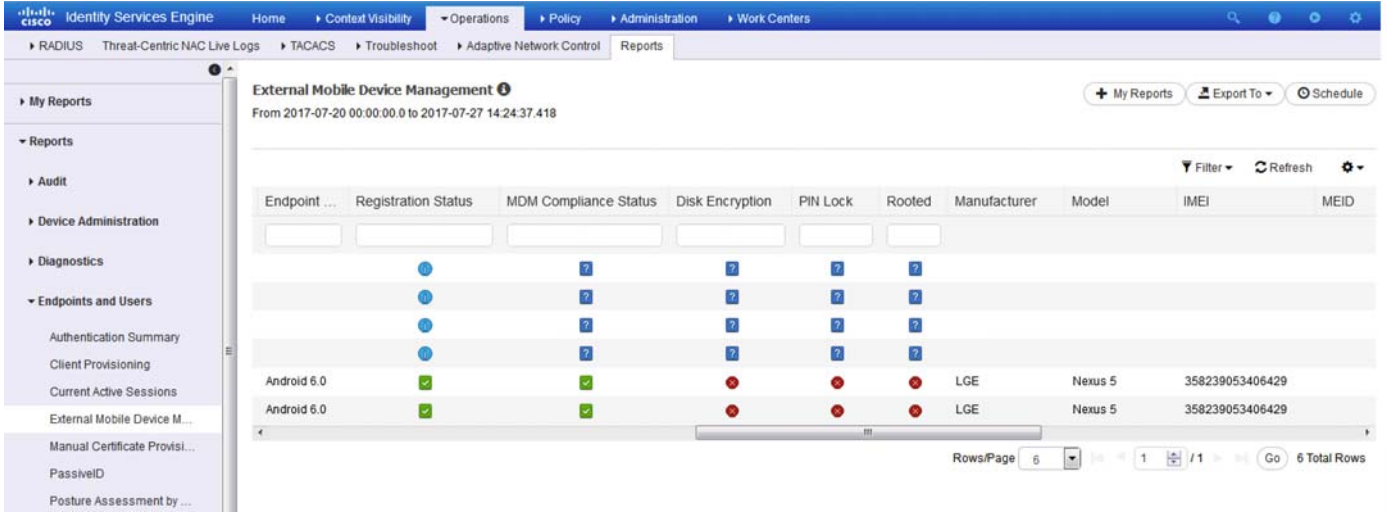 cisco Identity Services Engine Home Context Visibility Operations Policy Administration Work Centers
RADIUS Threat-Centric NAC Live Logs TACACS Troubleshoot Adaptive Network Control Reports
My Reports
Reports
Audit
Device Administration
Diagnostics
Endpoints and Users
Authentication Summary
Client Provisioning
Current Active Sessions
External Mobile Device M...
Manual Certificate Provisi...
PassiveID
Posture Assessment by ...
External Mobile Device Management
From 2017-07-20 00:00:00.0 to 2017-07-27 14:24:37.418
My Reports Export To Schedule
Filter Refresh
Endpoint ... Registration Status MDM Compliance Status Disk Encryption PIN Lock Rooted Manufacturer Model IMEI MEID
? ? ? ?
? ? ? ?
? ? ? ?
? ? ? ?
Android 6.0 LGE Nexus 5 358239053406429
Android 6.0 LGE Nexus 5 358239053406429
Rows/Page 6 1 / 1 Go 6 Total Rows